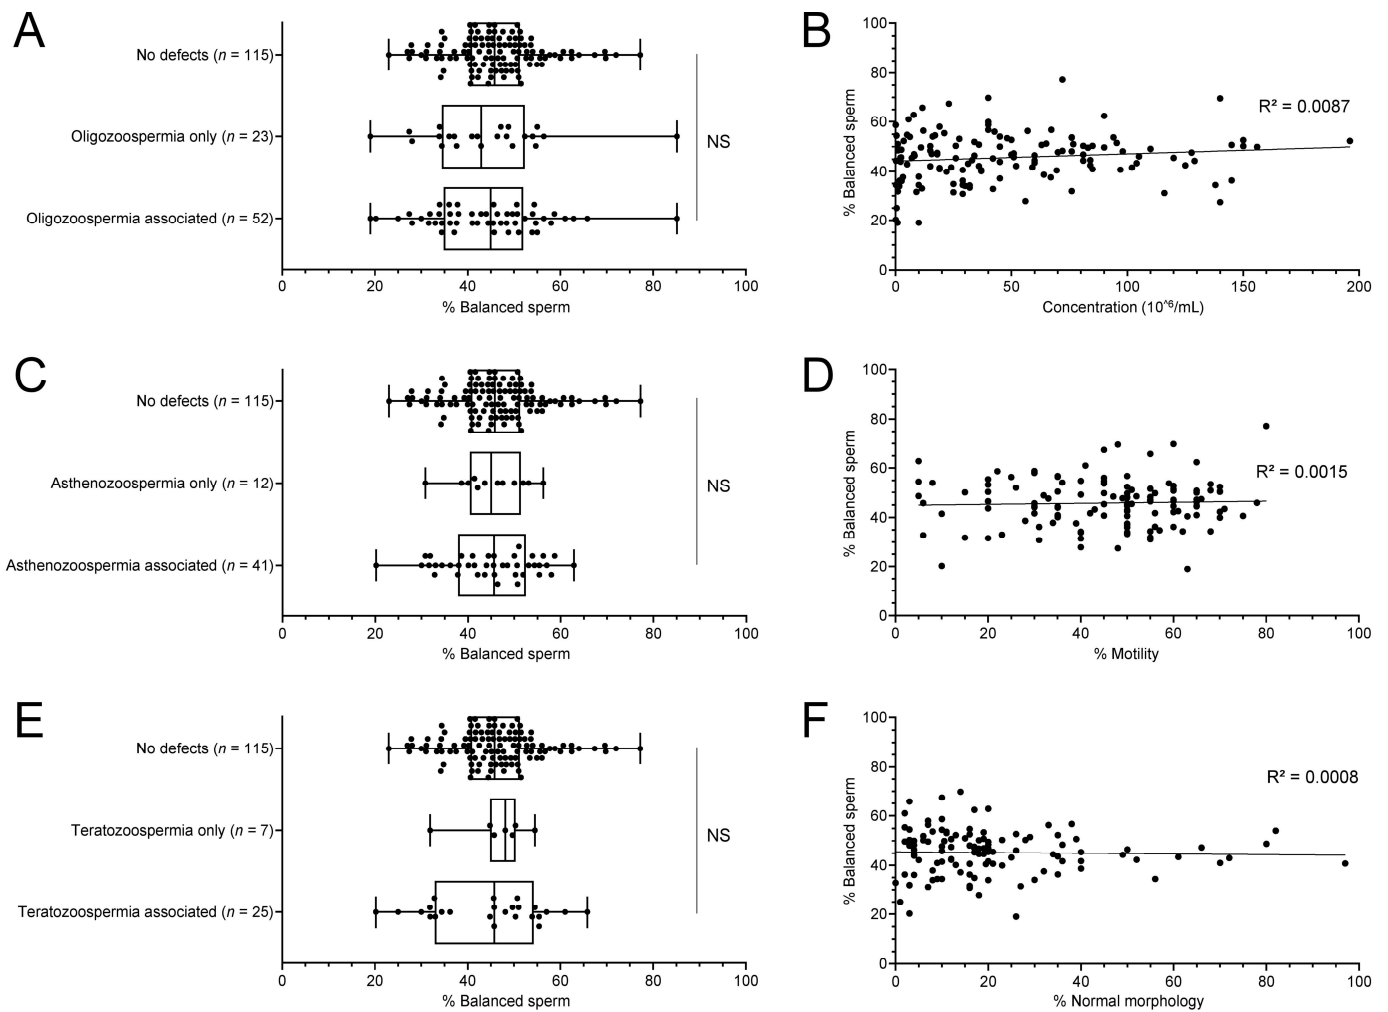 A
No defects (n = 115)
Oligozoospermia only (n = 23)
Oligozoospermia associated (n = 52)
NS
0 20 40 60 80 100
% Balanced sperm
B
100
80
60
40
20
0
% Balanced sperm
R² = 0.0087
0 50 100 150 200
Concentration (10^6/mL)
C
No defects (n = 115)
Asthenozoospermia only (n = 12)
Asthenozoospermia associated (n = 41)
NS
0 20 40 60 80 100
% Balanced sperm
D
100
80
60
40
20
0
% Balanced sperm
R² = 0.0015
0 20 40 60 80 100
% Motility
E
No defects (n = 115)
Teratozoospermia only (n = 7)
Teratozoospermia associated (n = 25)
NS
0 20 40 60 80 100
% Balanced sperm
F
100
80
60
40
20
0
% Balanced sperm
R² = 0.0008
0 20 40 60 80 100
% Normal morphology